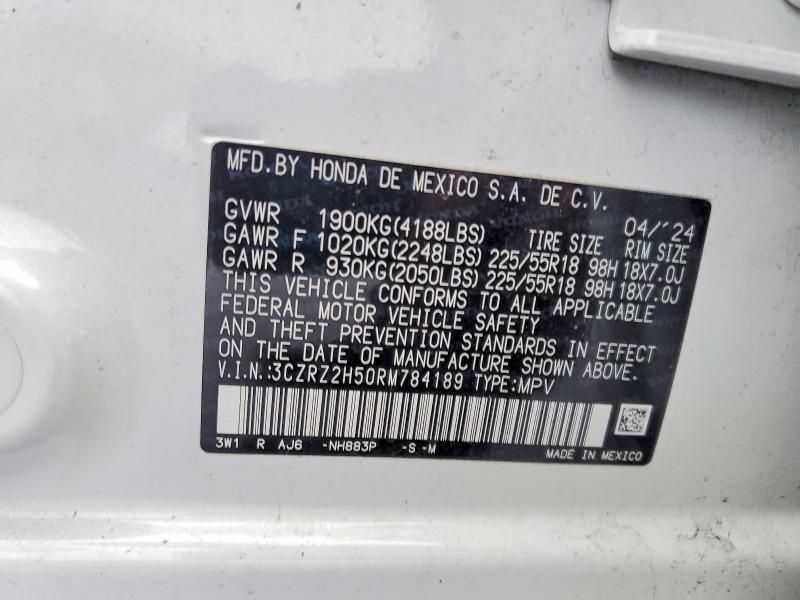 MFD.BY HONDA DE MEXICO S.A. DE C.V.
04/'24
GVWR 1900KG(4188LBS) TIRE SIZE RIM SIZE
GAWR F 1020KG(2248LBS) 225/55R18 98H 18X7.0J
GAWR R 930KG(2050LBS) 225/55R18 98H 18X7.0J
THIS VEHICLE CONFORMS TO ALL APPLICABLE
FEDERAL MOTOR VEHICLE SAFETY
AND THEFT PREVENTION STANDARDS IN EFFECT
ON THE DATE OF MANUFACTURE SHOWN ABOVE.
V.I.N.:3CZRZ2H50RM784189 TYPE:MPV
3W1 R AJ6 -NH883P -S -M
MADE IN MEXICO